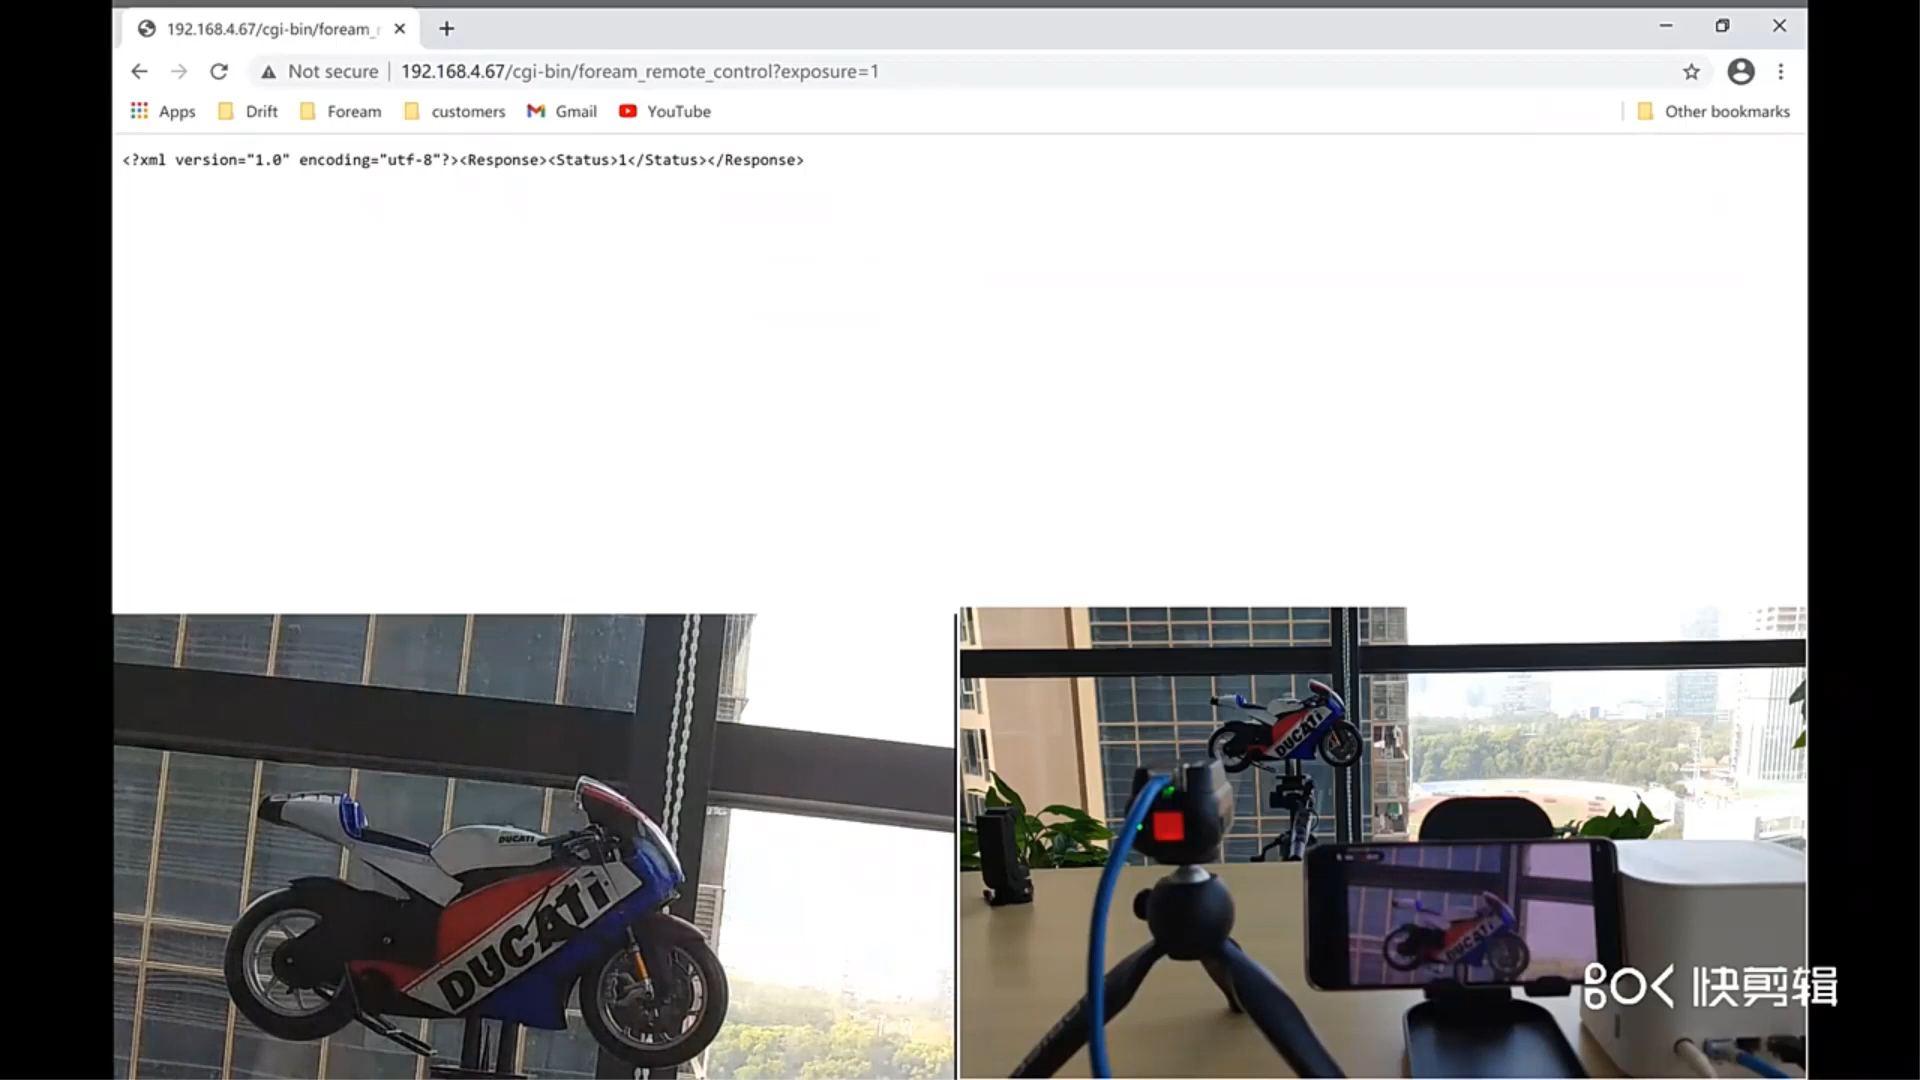 192.168.4.67/cgi-bin/foream_r
Not secure
192.168.4.67/cgi-bin/foream_remote_control?exposure=1
Apps
Drift
Foream
customers
Gmail
YouTube
Other bookmarks
<?xml version="1.0" encoding="utf-8"?><Response><Status>1</Status></Response>
DUCATI
DUCATI
DUCATI
DUCATI
快剪辑